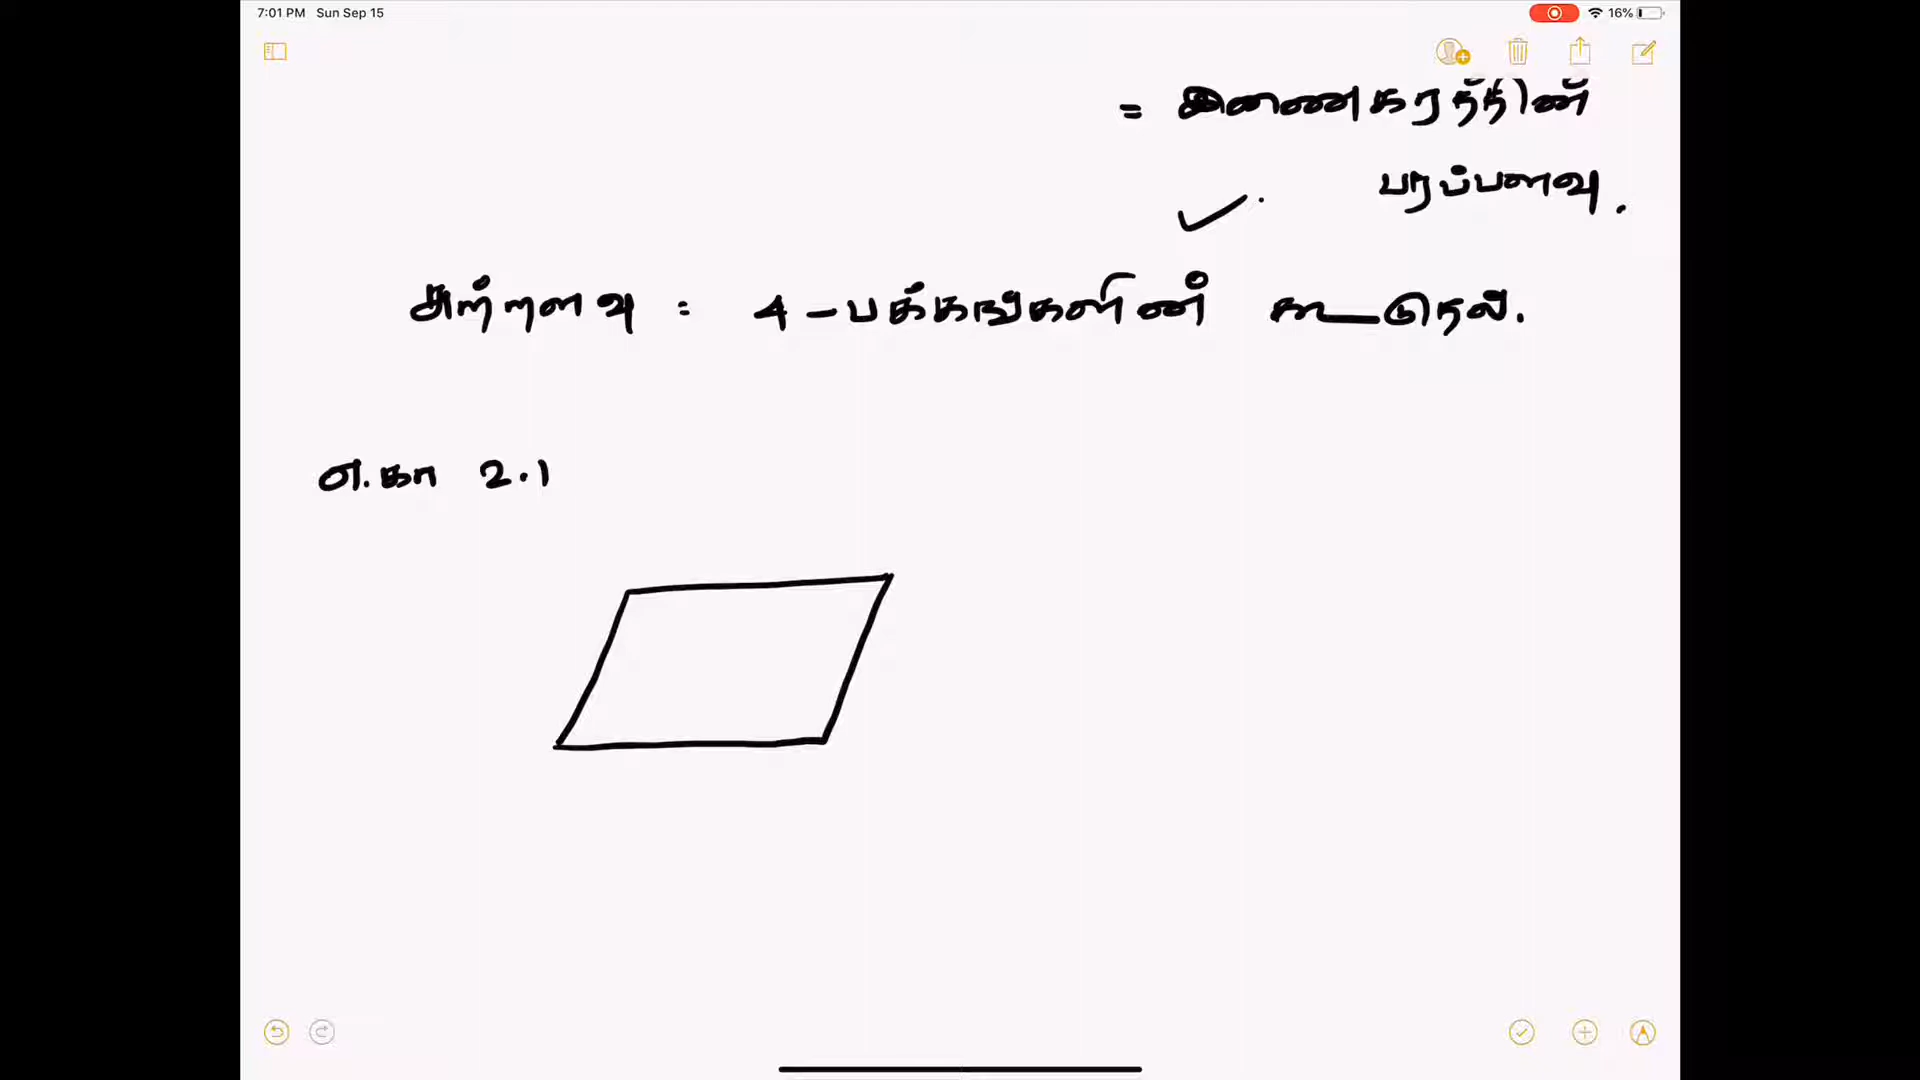 7:01 PM Sun Sep 15
16%
= இணைகரத்தின்
பரப்பளவு.
சுற்றளவு : 4 - பக்கங்களின் கூடுதல்.
எ.கா 2.1